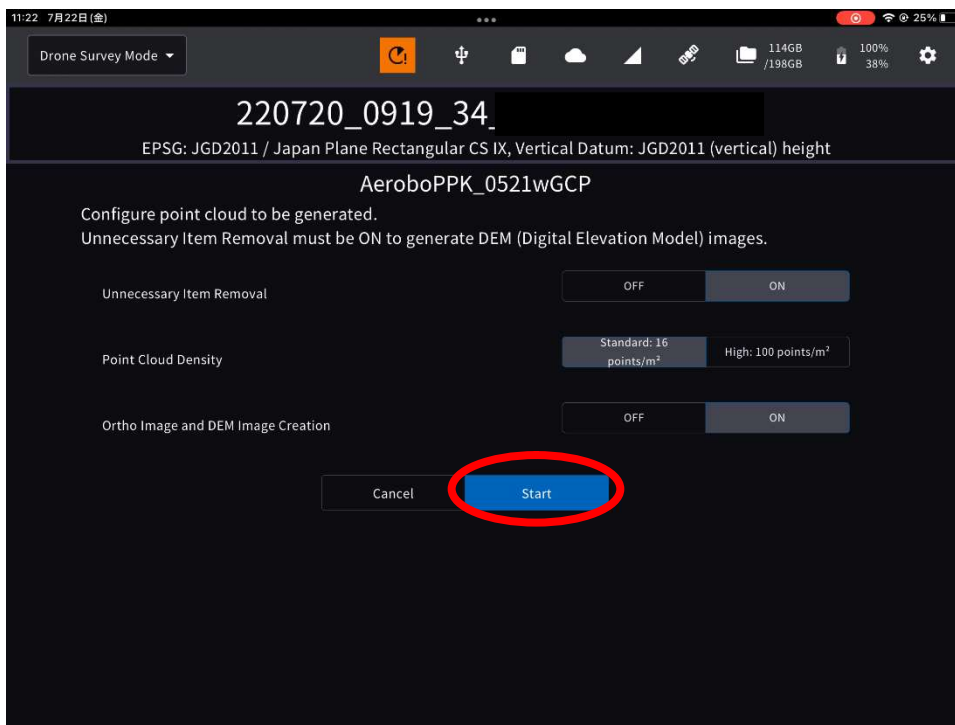 11:22 7月22日(金)
25%
Drone Survey Mode
114GB
/198GB
100%
38%
220720_0919_34_
EPSG: JGD2011 / Japan Plane Rectangular CS IX, Vertical Datum: JGD2011 (vertical) height
AeroboPPK_0521wGCP
Configure point cloud to be generated.
Unnecessary Item Removal must be ON to generate DEM (Digital Elevation Model) images.
Unnecessary Item Removal
OFF
ON
Point Cloud Density
Standard: 16
points/m²
High: 100 points/m²
Ortho Image and DEM Image Creation
OFF
ON
Cancel
Start